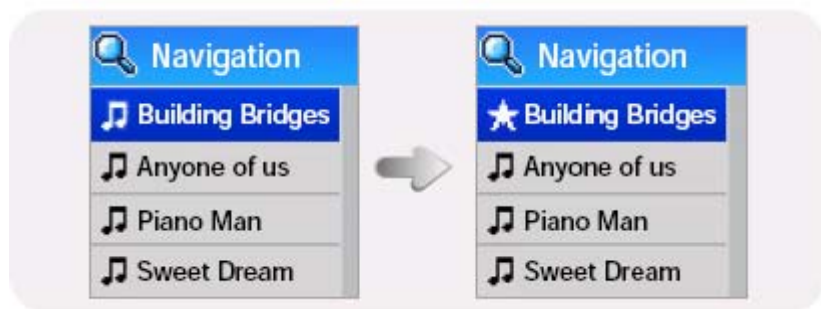 Navigation
Building Bridges
Anyone of us
Piano Man
Sweet Dream
Navigation
Building Bridges
Anyone of us
Piano Man
Sweet Dream